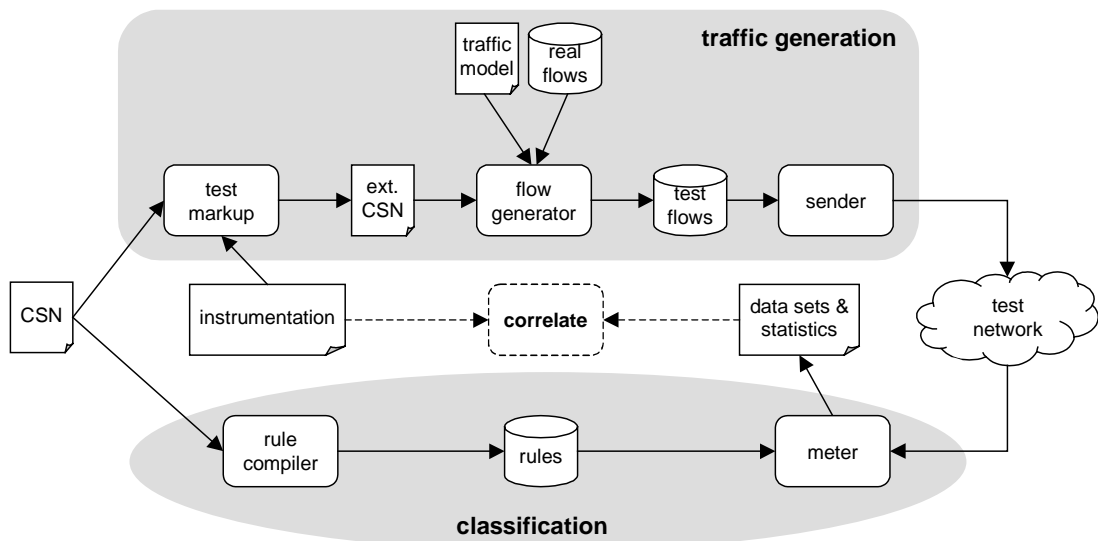 traffic generation
traffic
model
real
flows
test
markup
ext.
CSN
flow
generator
test
flows
sender
CSN
instrumentation
correlate
data sets &
statistics
test
network
rule
compiler
rules
meter
classification